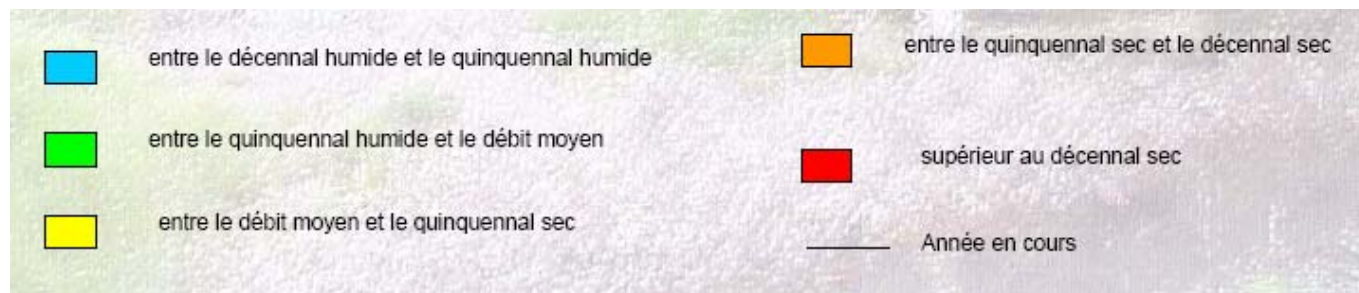 entre le décennal humide et le quinquennal humide
entre le quinquennal humide et le débit moyen
entre le débit moyen et le quinquennal sec
entre le quinquennal sec et le décennal sec
supérieur au décennal sec
Année en cours